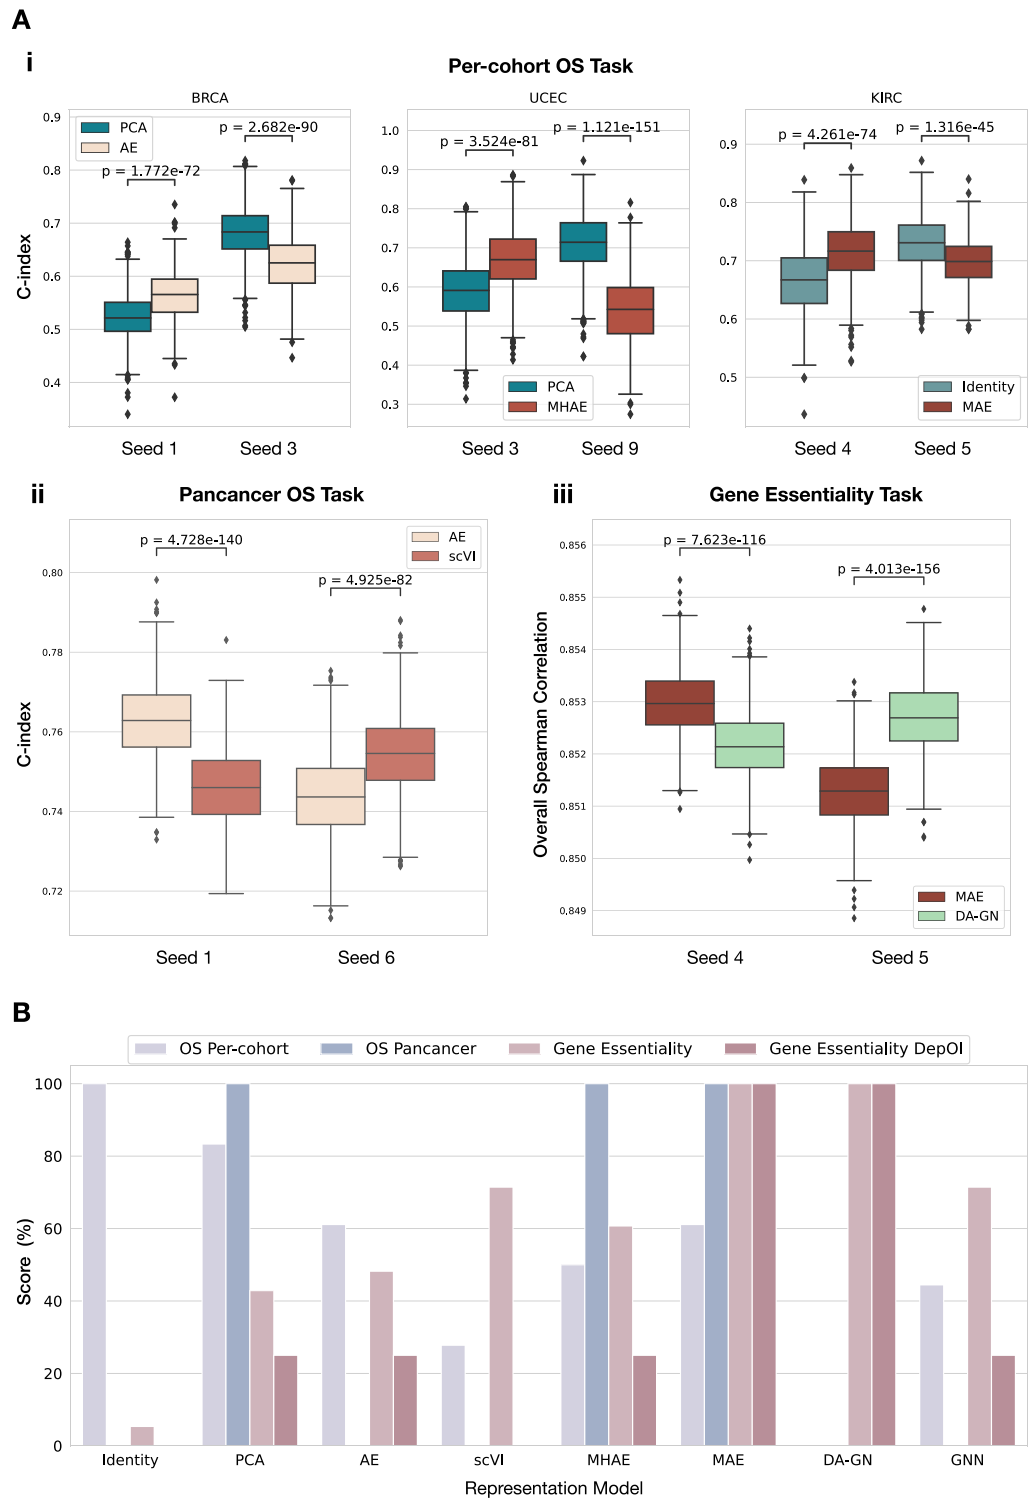 A
i
Per-cohort OS Task
BRCA
UCEC
KIRC
C-index
0.9
0.8
0.7
0.6
0.5
0.4
PCA
AE
p = 1.772e-72
p = 2.682e-90
Seed 1
Seed 3
1.0
0.9
0.8
0.7
0.6
0.5
0.4
0.3
p = 3.524e-81
p = 1.121e-151
PCA
MHAE
Seed 3
Seed 9
0.9
0.8
0.7
0.6
0.5
p = 4.261e-74
p = 1.316e-45
Identity
MAE
Seed 4
Seed 5
ii
Pancancer OS Task
C-index
0.80
0.78
0.76
0.74
0.72
p = 4.728e-140
p = 4.925e-82
AE
scVI
Seed 1
Seed 6
iii
Gene Essentiality Task
Overall Spearman Correlation
0.856
0.855
0.854
0.853
0.852
0.851
0.850
0.849
p = 7.623e-116
p = 4.013e-156
MAE
DA-GN
Seed 4
Seed 5
B
OS Per-cohort
OS Pancancer
Gene Essentiality
Gene Essentiality DepOI
Score (%)
100
80
60
40
20
0
Identity
PCA
AE
scVI
MHAE
MAE
DA-GN
GNN
Representation Model